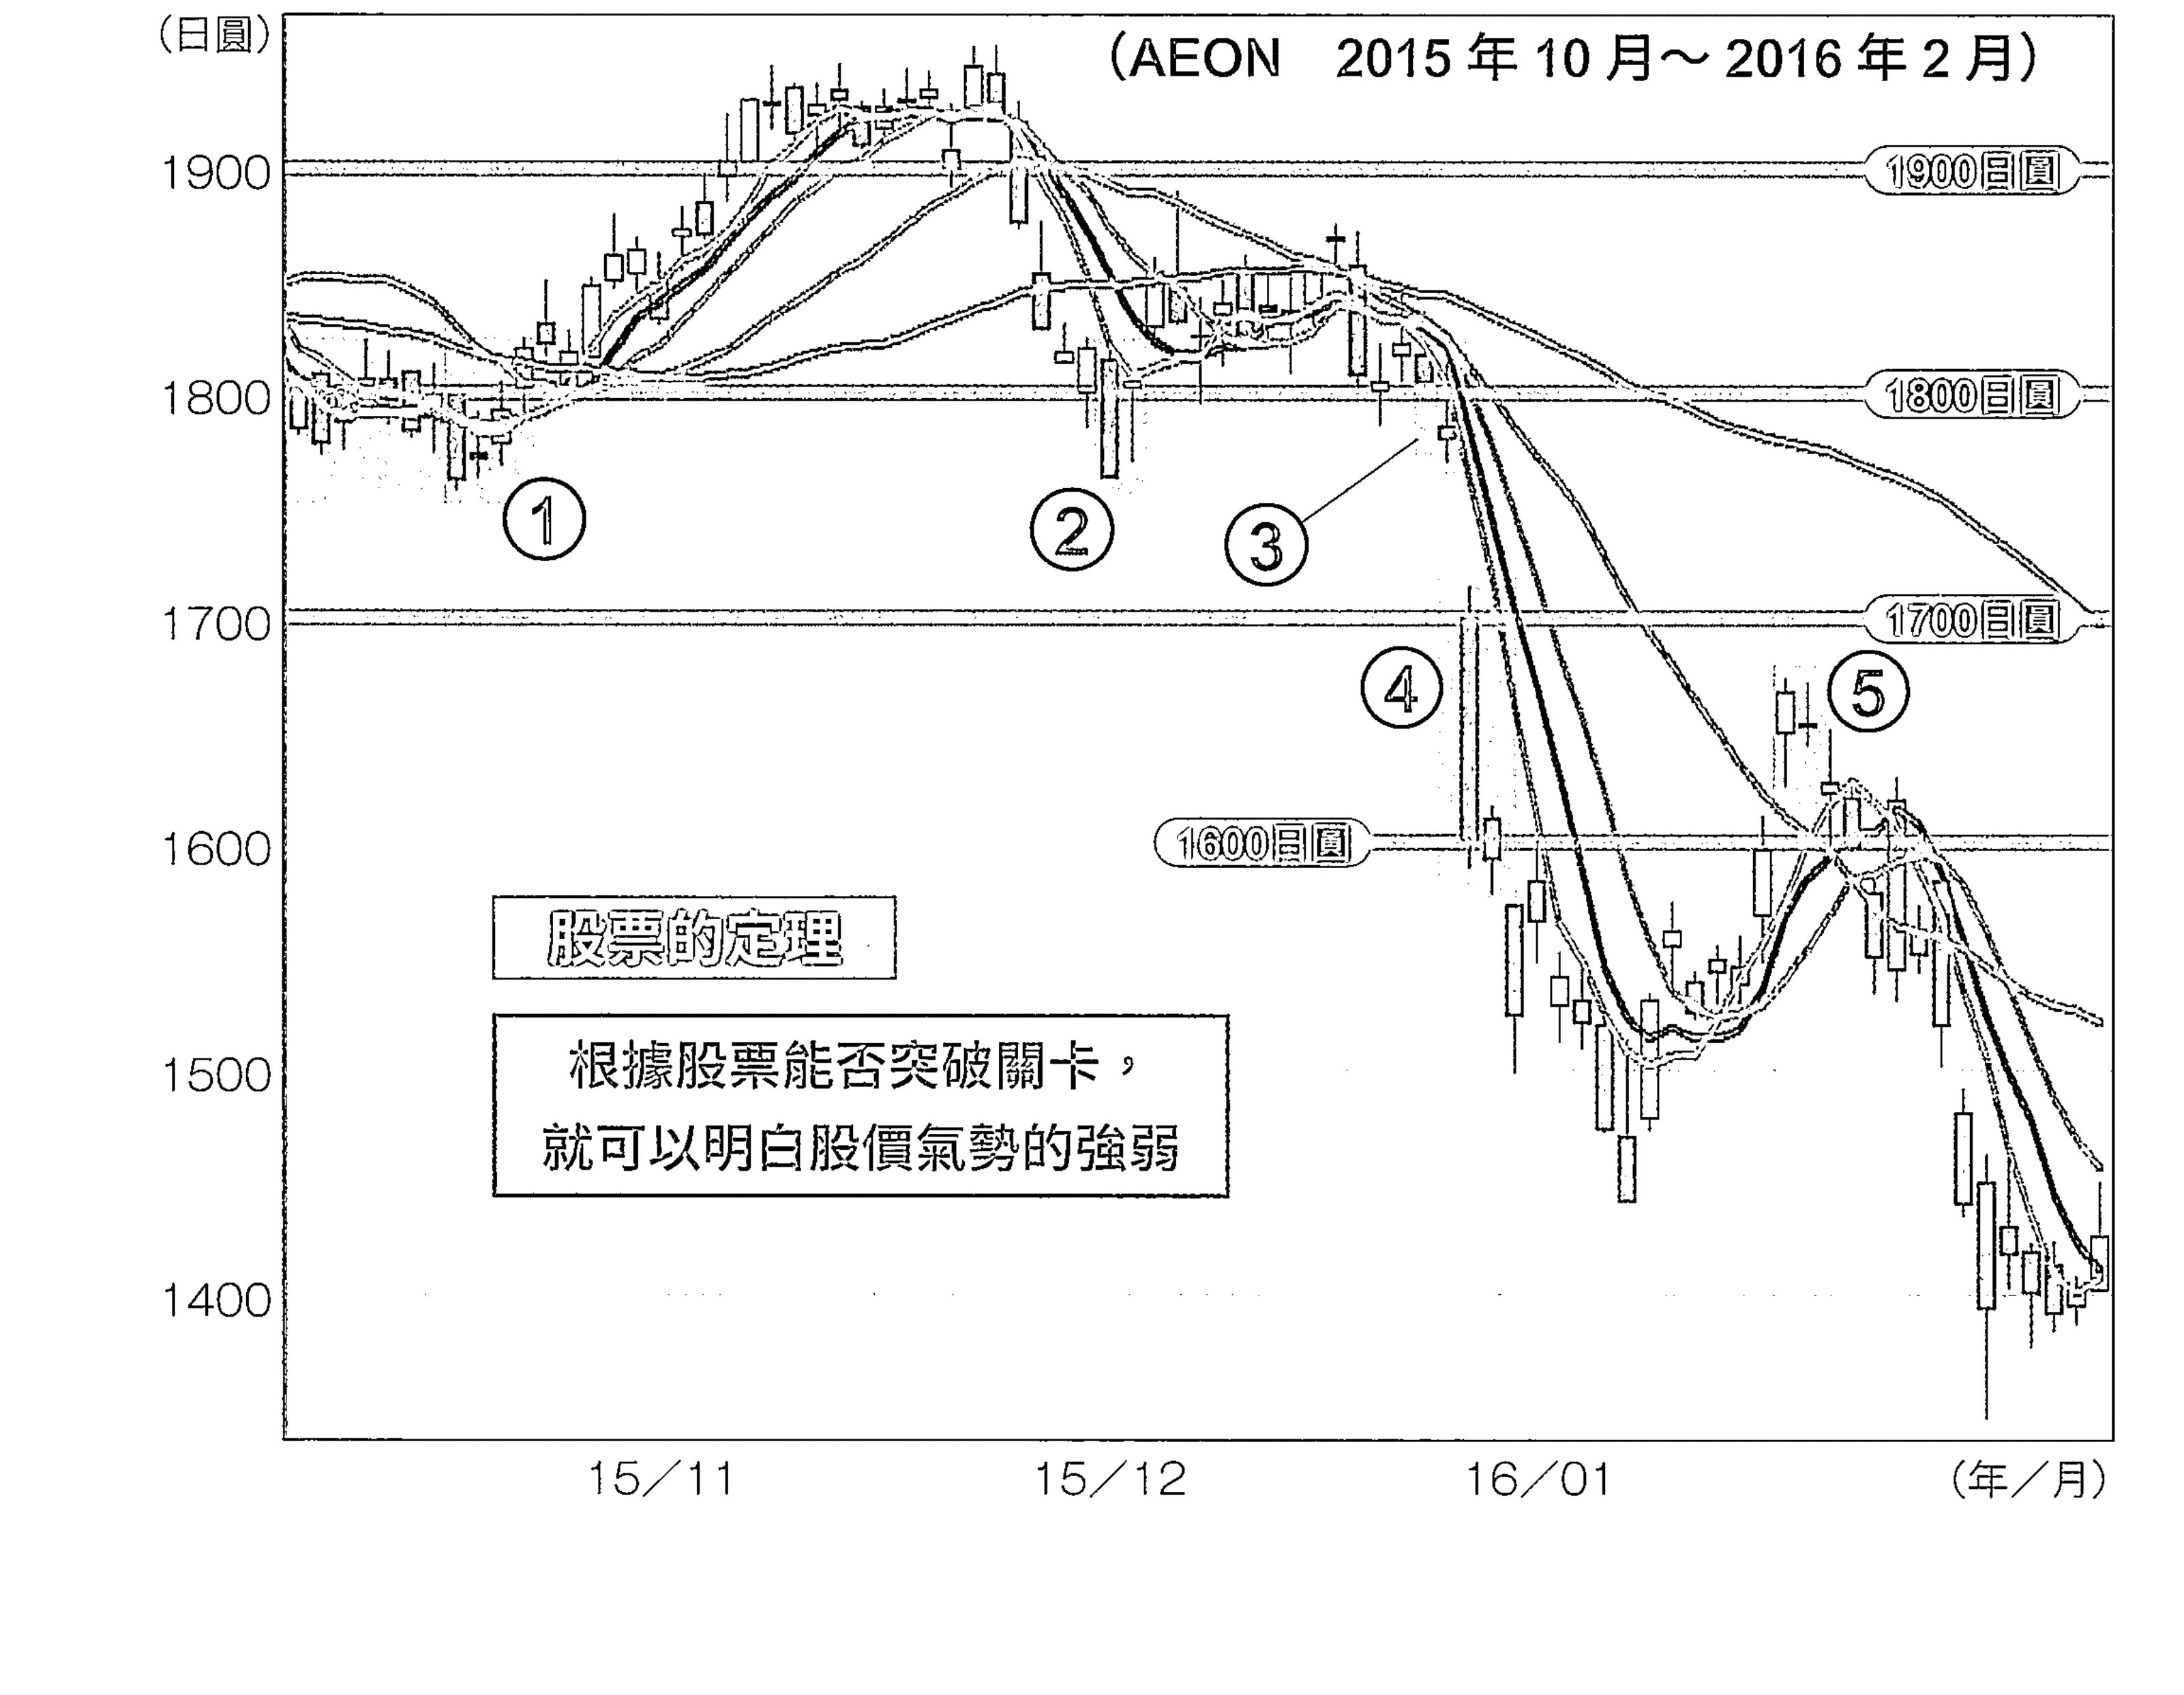 (日圓)
(AEON 2015年10月～2016年2月)
1900
1900日圓
1800
1800日圓
①
②
③
1700
1700日圓
④
⑤
1600
1600日圓
股票的定理
根據股票能否突破關卡，
就可以明白股價氣勢的強弱
1500
1400
15／11
15／12
16／01
(年／月)